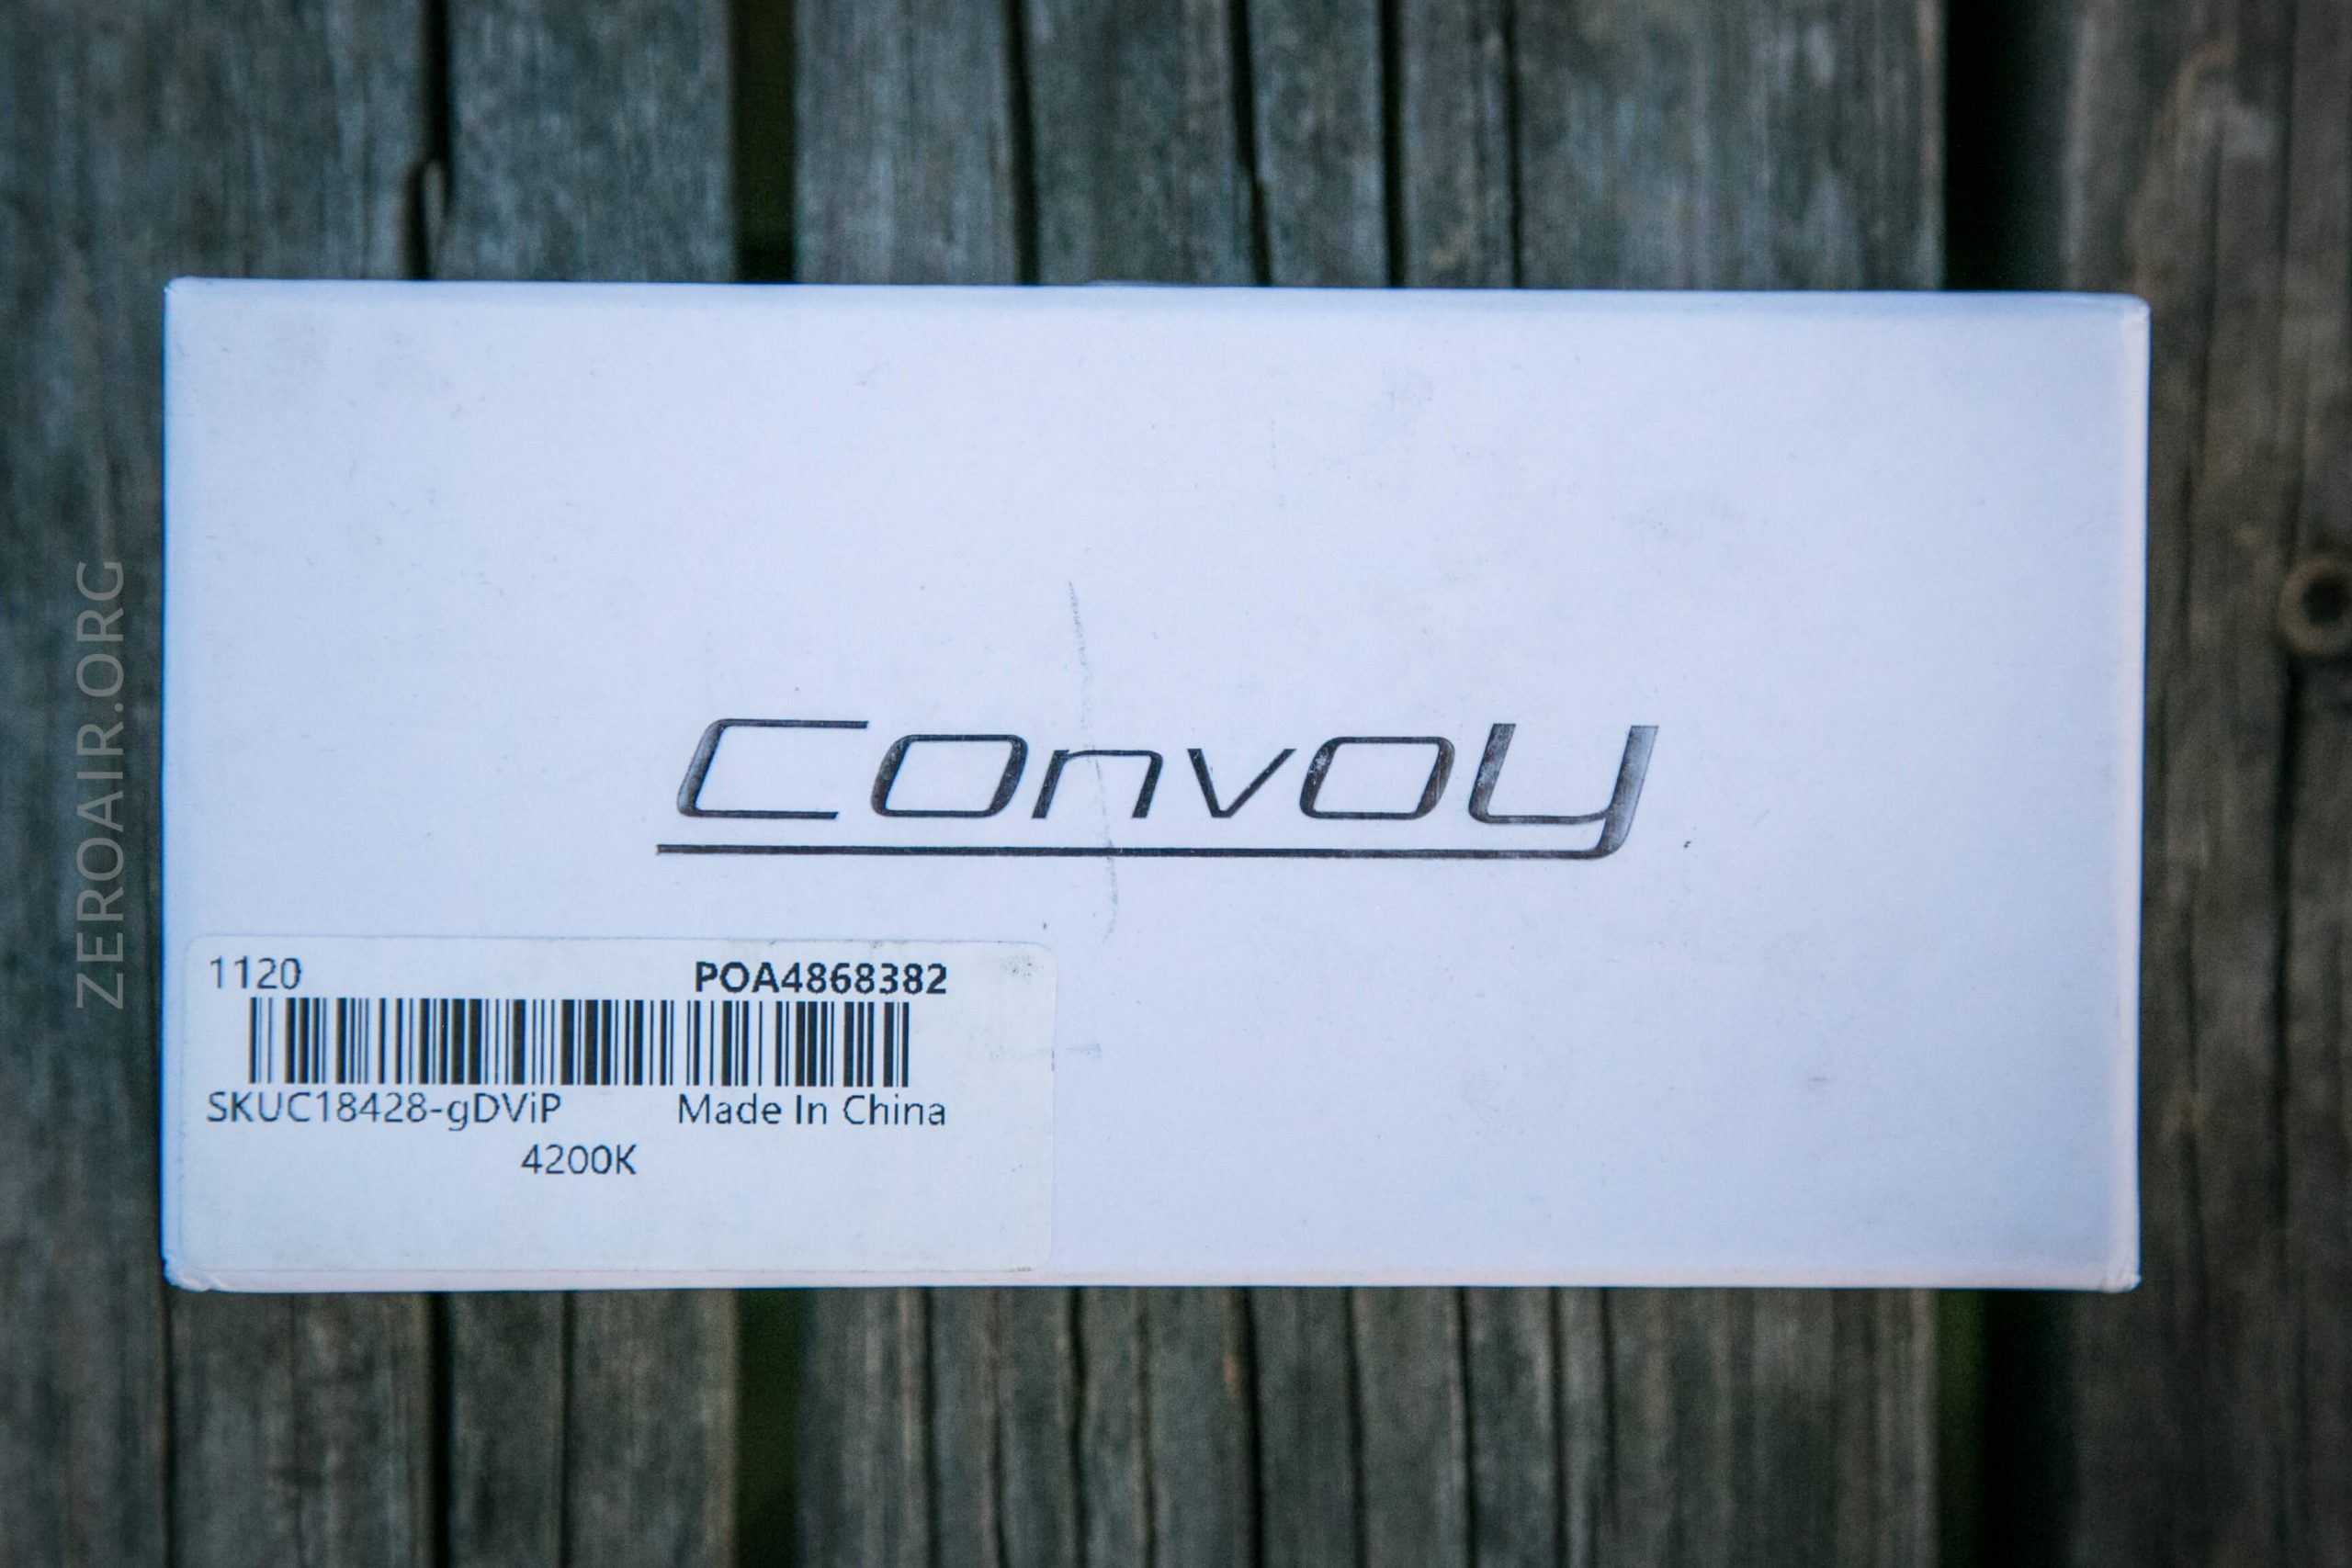 ZEROAIR.ORG
Convoy
1120 POA4868382
SKUC18428-gDViP Made In China
4200K